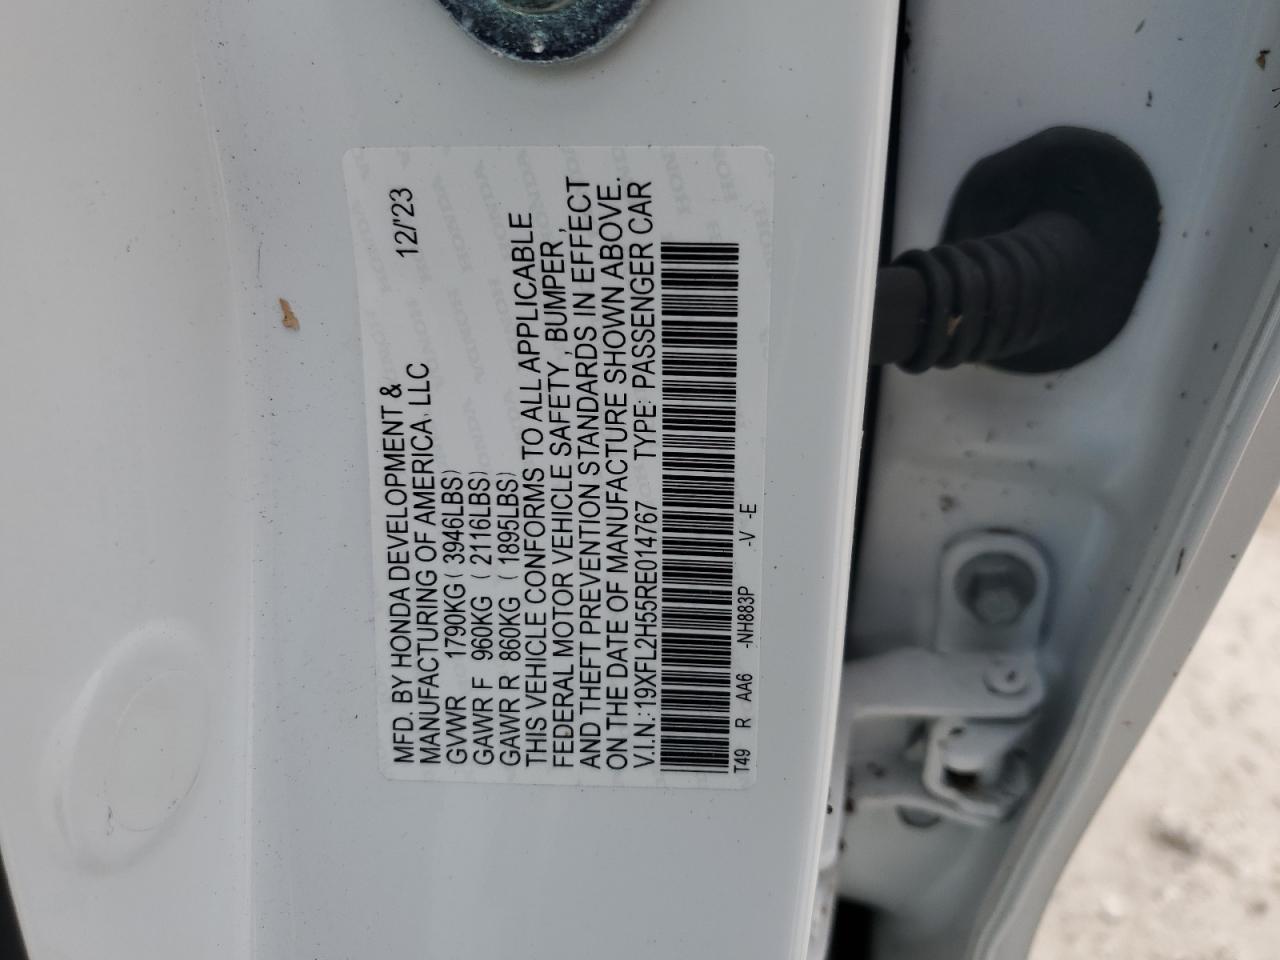 MFD. BY HONDA DEVELOPMENT & 12/'23
MANUFACTURING OF AMERICA, LLC
GVWR 1790KG (3946LBS)
GAWR F 960KG (2116LBS)
GAWR R 860KG (1895LBS)
THIS VEHICLE CONFORMS TO ALL APPLICABLE
FEDERAL MOTOR VEHICLE SAFETY, BUMPER,
AND THEFT PREVENTION STANDARDS IN EFFECT
ON THE DATE OF MANUFACTURE SHOWN ABOVE.
V.I.N.: 19XFL2H55RE014767 TYPE: PASSENGER CAR
T49 R AA6 -NH883P -V -E